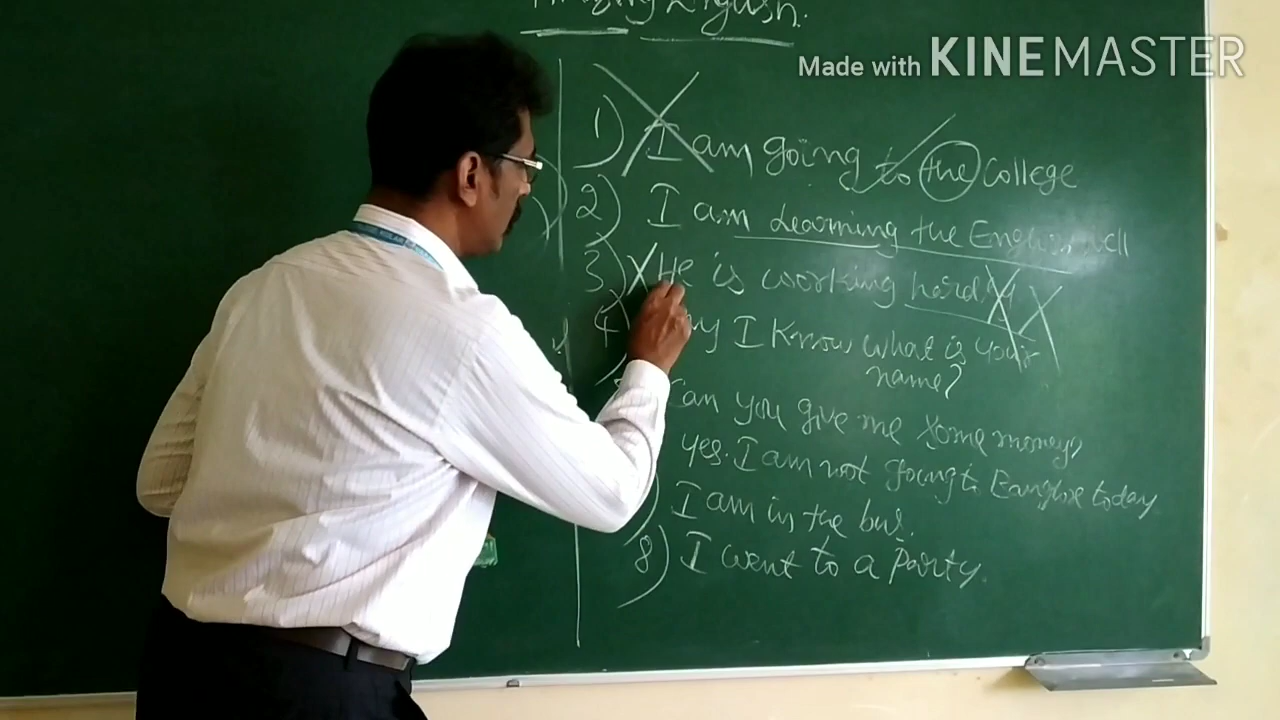 Made with KINEMASTER
English.
1) I am going to the College
2) I am Learning the English well
3) He is working hard
4) I Know what is your
name?
Can you give me some money,
yes. I am not going to Banglore today
I am in the bus.
8) I went to a Party.